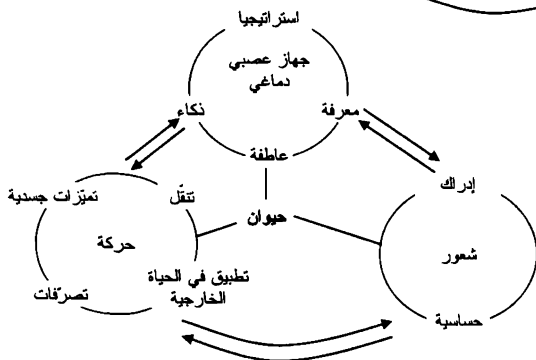 استراتيجيا
جهاز عصبي
دماغي
ذكاء
معرفة
عاطفة
إدراك
تميّزات جسدية
تنقّل
حيوان
شعور
حركة
تطبيق في الحياة
الخارجية
تصرّفات
حساسية